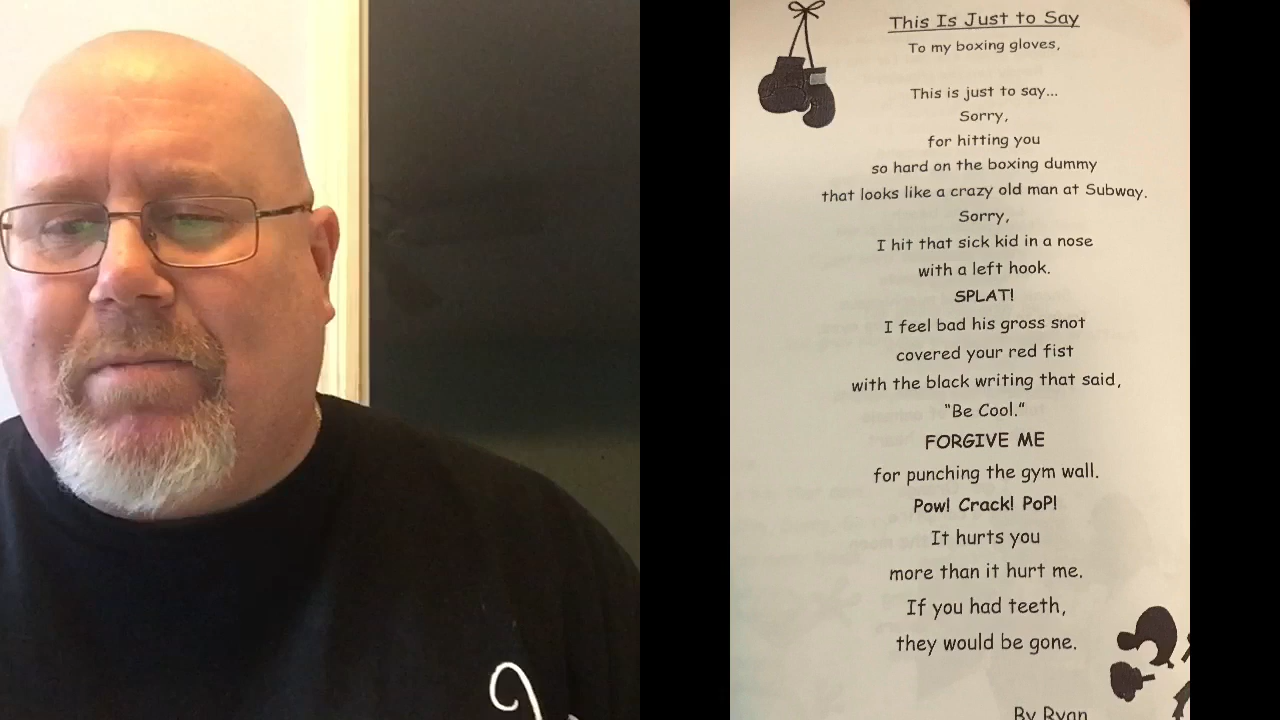 This Is Just to Say
To my boxing gloves,
This is just to say...
Sorry,
for hitting you
so hard on the boxing dummy
that looks like a crazy old man at Subway.
Sorry,
I hit that sick kid in a nose
with a left hook.
SPLAT!
I feel bad his gross snot
covered your red fist
with the black writing that said,
"Be Cool."
FORGIVE ME
for punching the gym wall.
Pow! Crack! PoP!
It hurts you
more than it hurt me.
If you had teeth,
they would be gone.
By Ryan